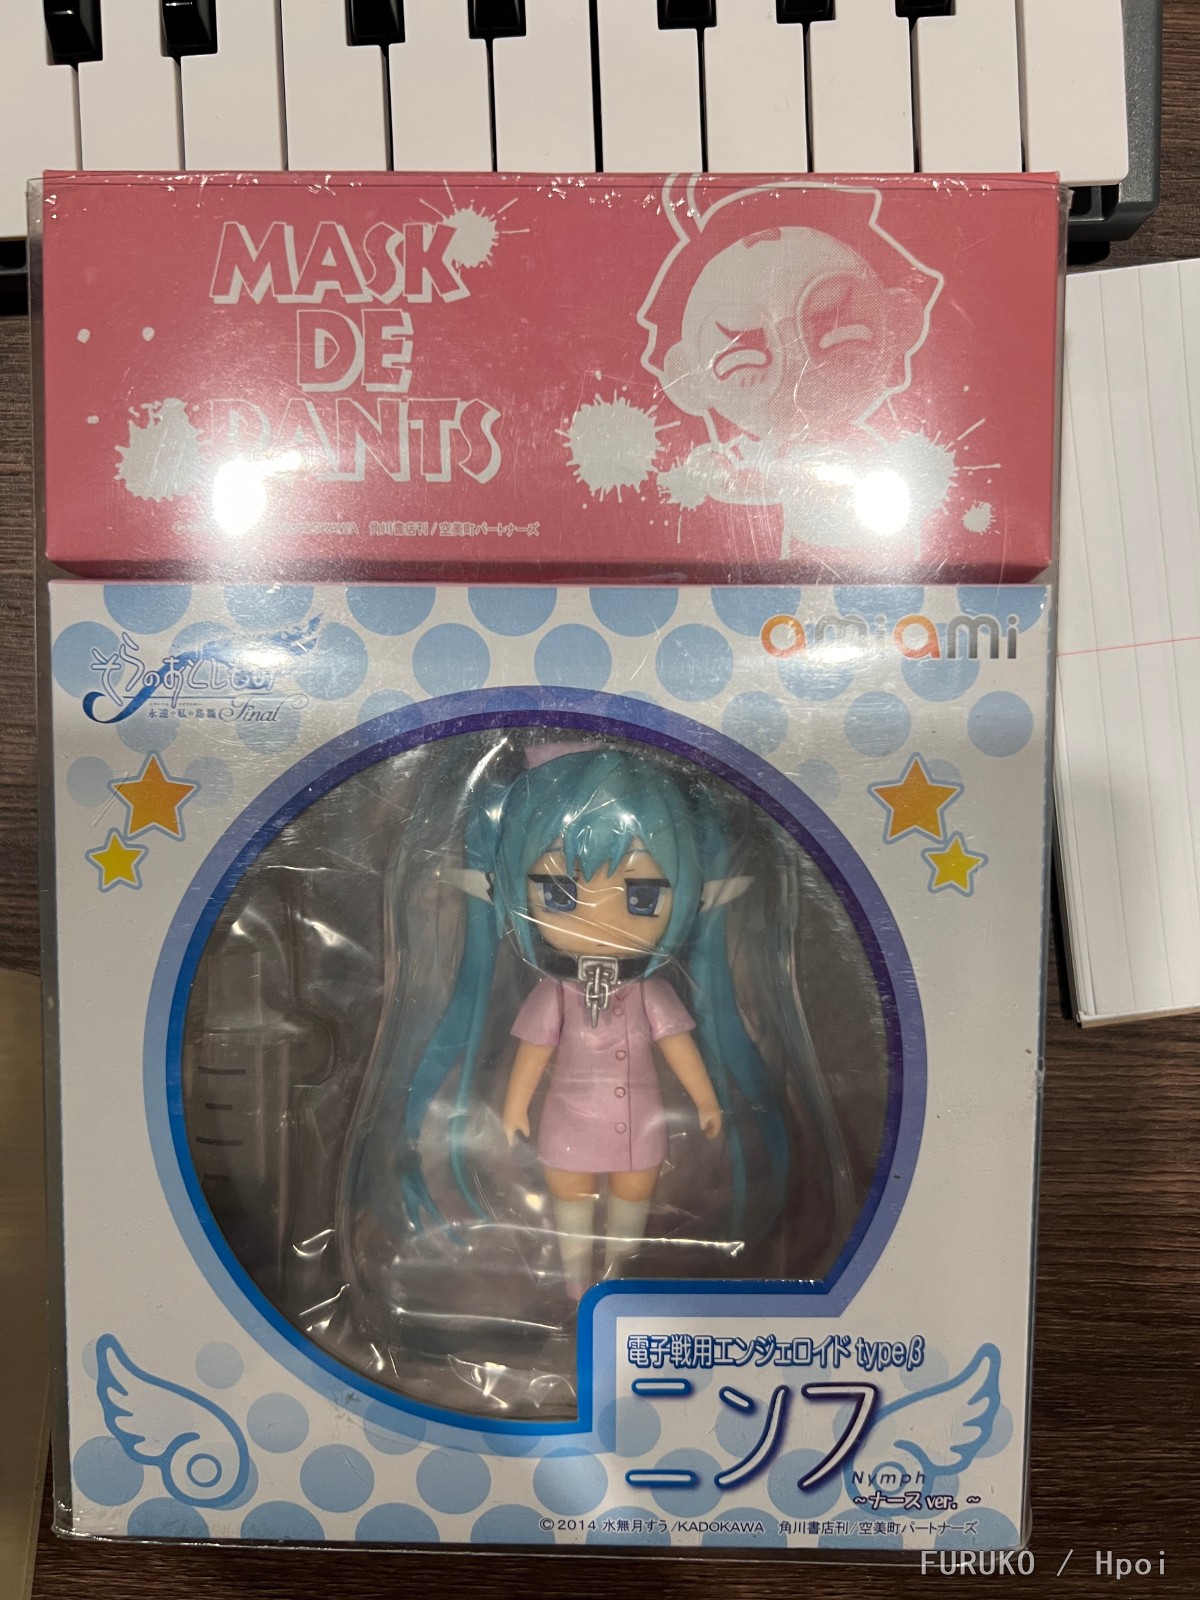 MASK
DE
PANTS
KADOKAWA 角川書店刊/空美町パートナーズ
amiami
そらのおとしもの
永遠の私の鳥籠 Final
電子戦用エンジェロイド typeβ
ニンフ
Nymph
~ナース ver. ~
©2014 水無月すう/KADOKAWA 角川書店刊/空美町パートナーズ
FURUKO / Hpoi